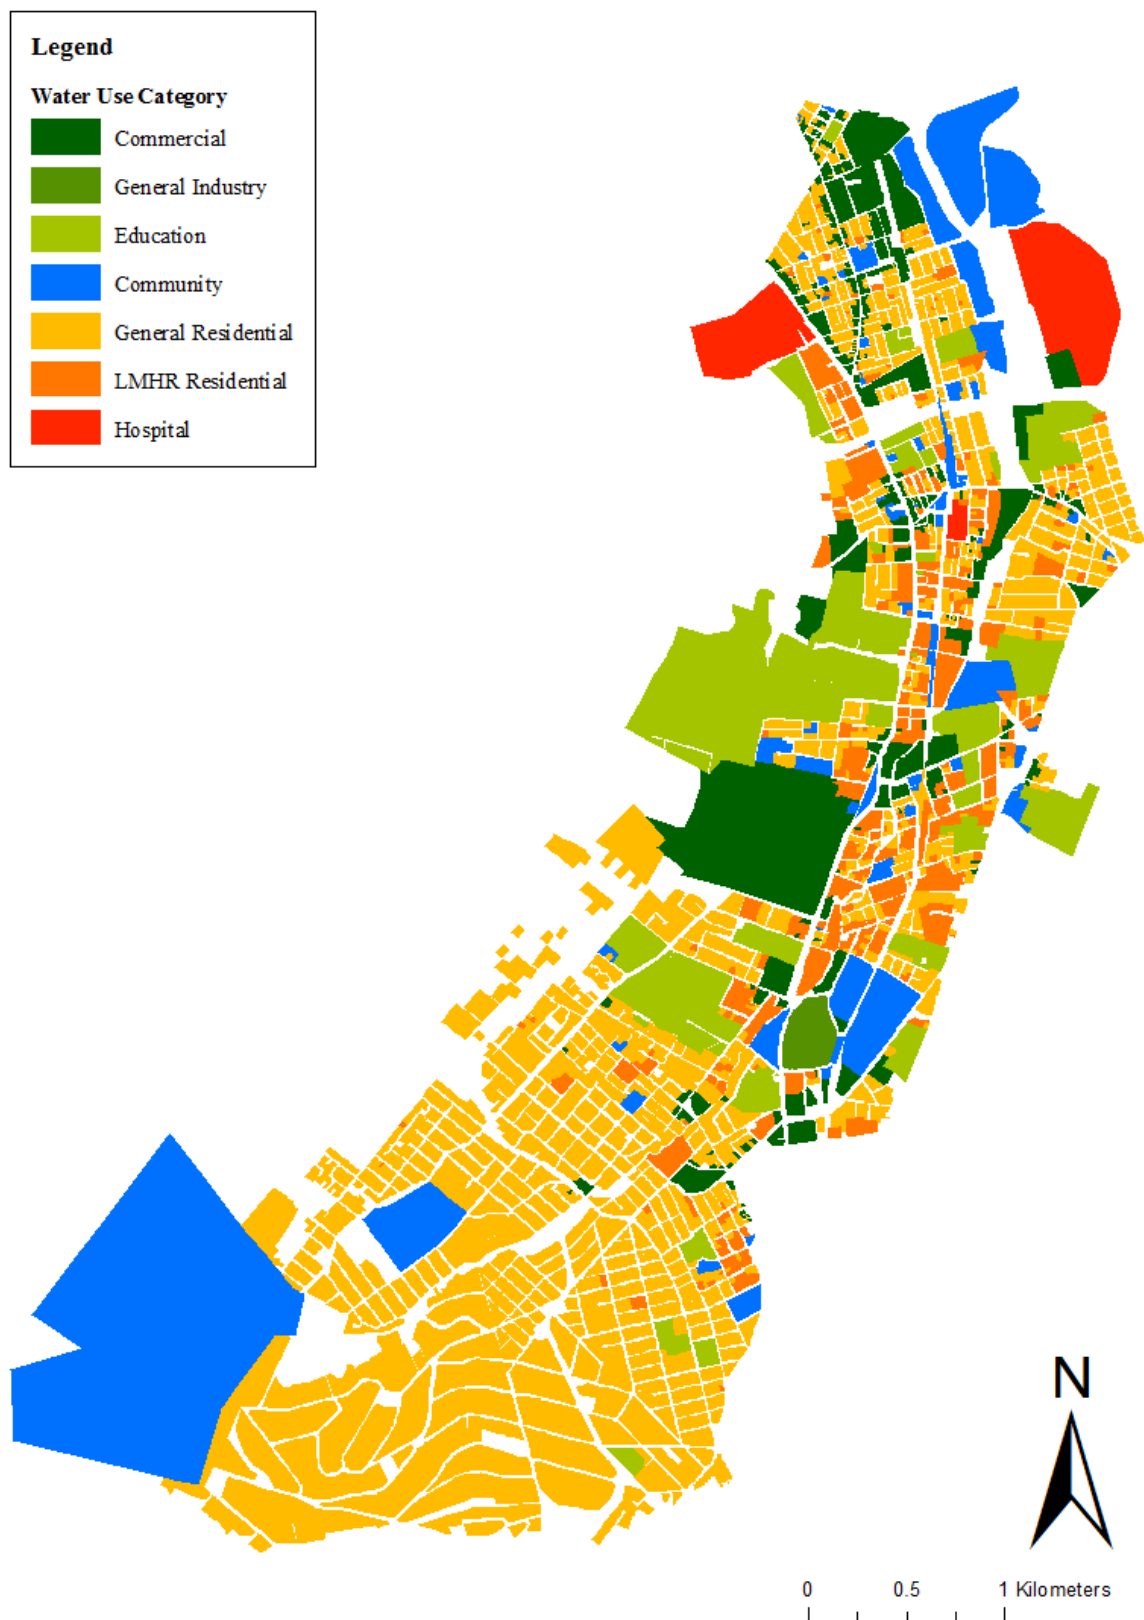 Legend
Water Use Category
Commercial
General Industry
Education
Community
General Residential
LMHR Residential
Hospital
N
0 0.5 1 Kilometers